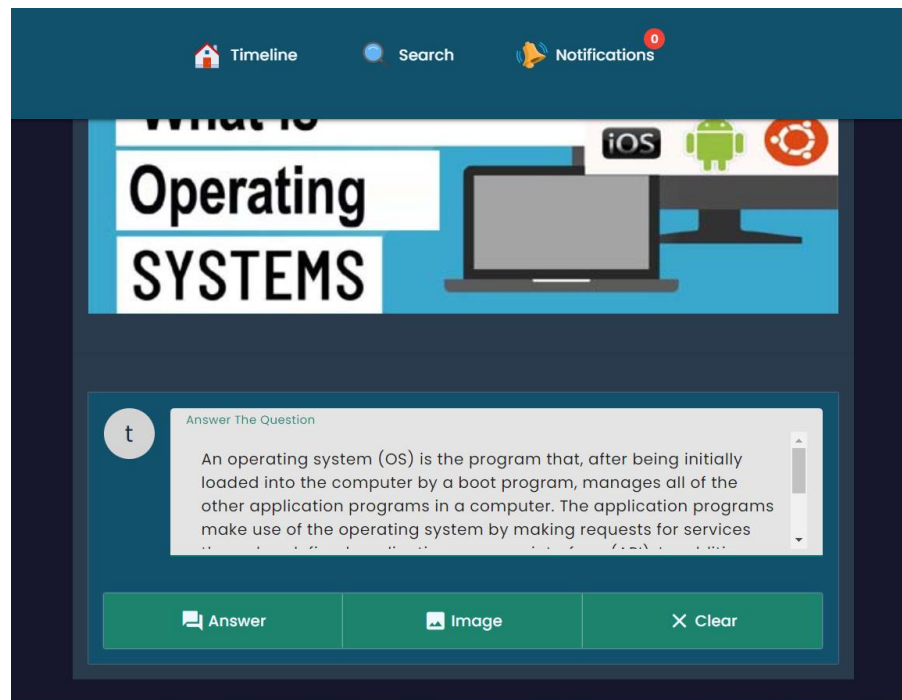 Timeline
Search
Notifications
0
What is
iOS
Operating
SYSTEMS
t
Answer The Question
An operating system (OS) is the program that, after being initially
loaded into the computer by a boot program, manages all of the
other application programs in a computer. The application programs
make use of the operating system by making requests for services
Answer
Image
Clear